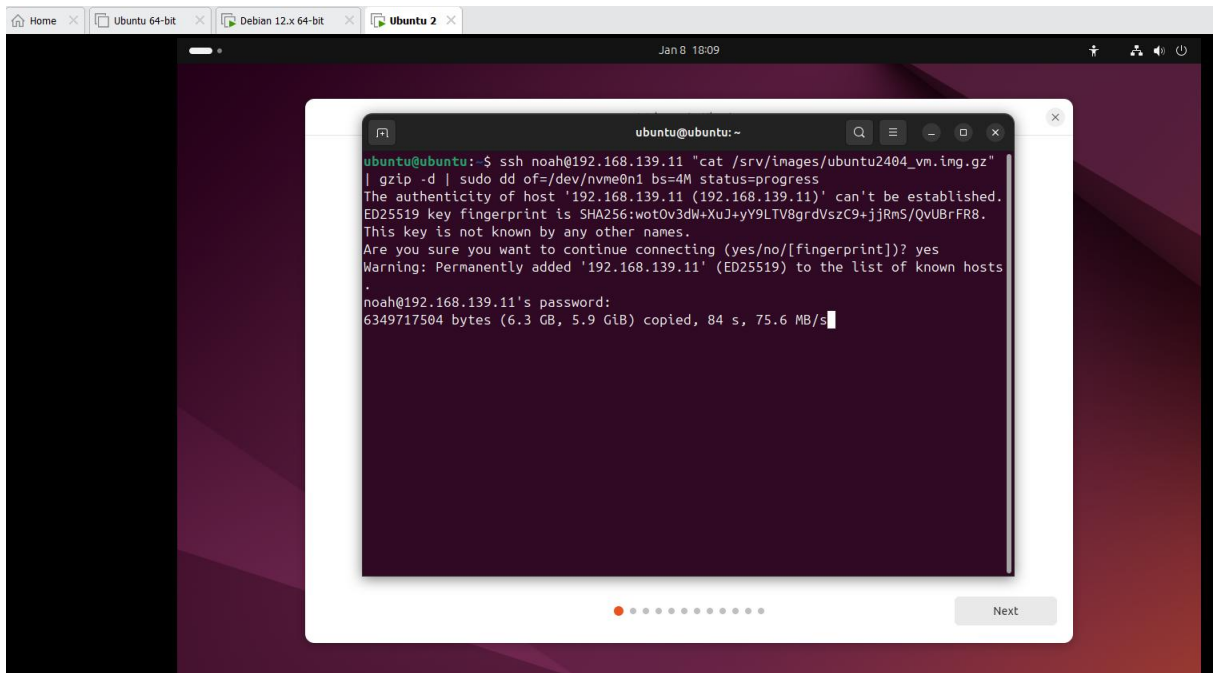 Home
Ubuntu 64-bit
Debian 12.x 64-bit
Ubuntu 2
Jan 8 18:09
ubuntu@ubuntu: ~
ubuntu@ubuntu:~$ ssh noah@192.168.139.11 "cat /srv/images/ubuntu2404_vm.img.gz"
| gzip -d | sudo dd of=/dev/nvme0n1 bs=4M status=progress
The authenticity of host '192.168.139.11 (192.168.139.11)' can't be established.
ED25519 key fingerprint is SHA256:wotOv3dW+XuJ+yY9LTV8grdVszC9+jjRmS/QvUBrFR8.
This key is not known by any other names.
Are you sure you want to continue connecting (yes/no/[fingerprint])? yes
Warning: Permanently added '192.168.139.11' (ED25519) to the list of known hosts
.
noah@192.168.139.11's password:
6349717504 bytes (6.3 GB, 5.9 GiB) copied, 84 s, 75.6 MB/s
Next